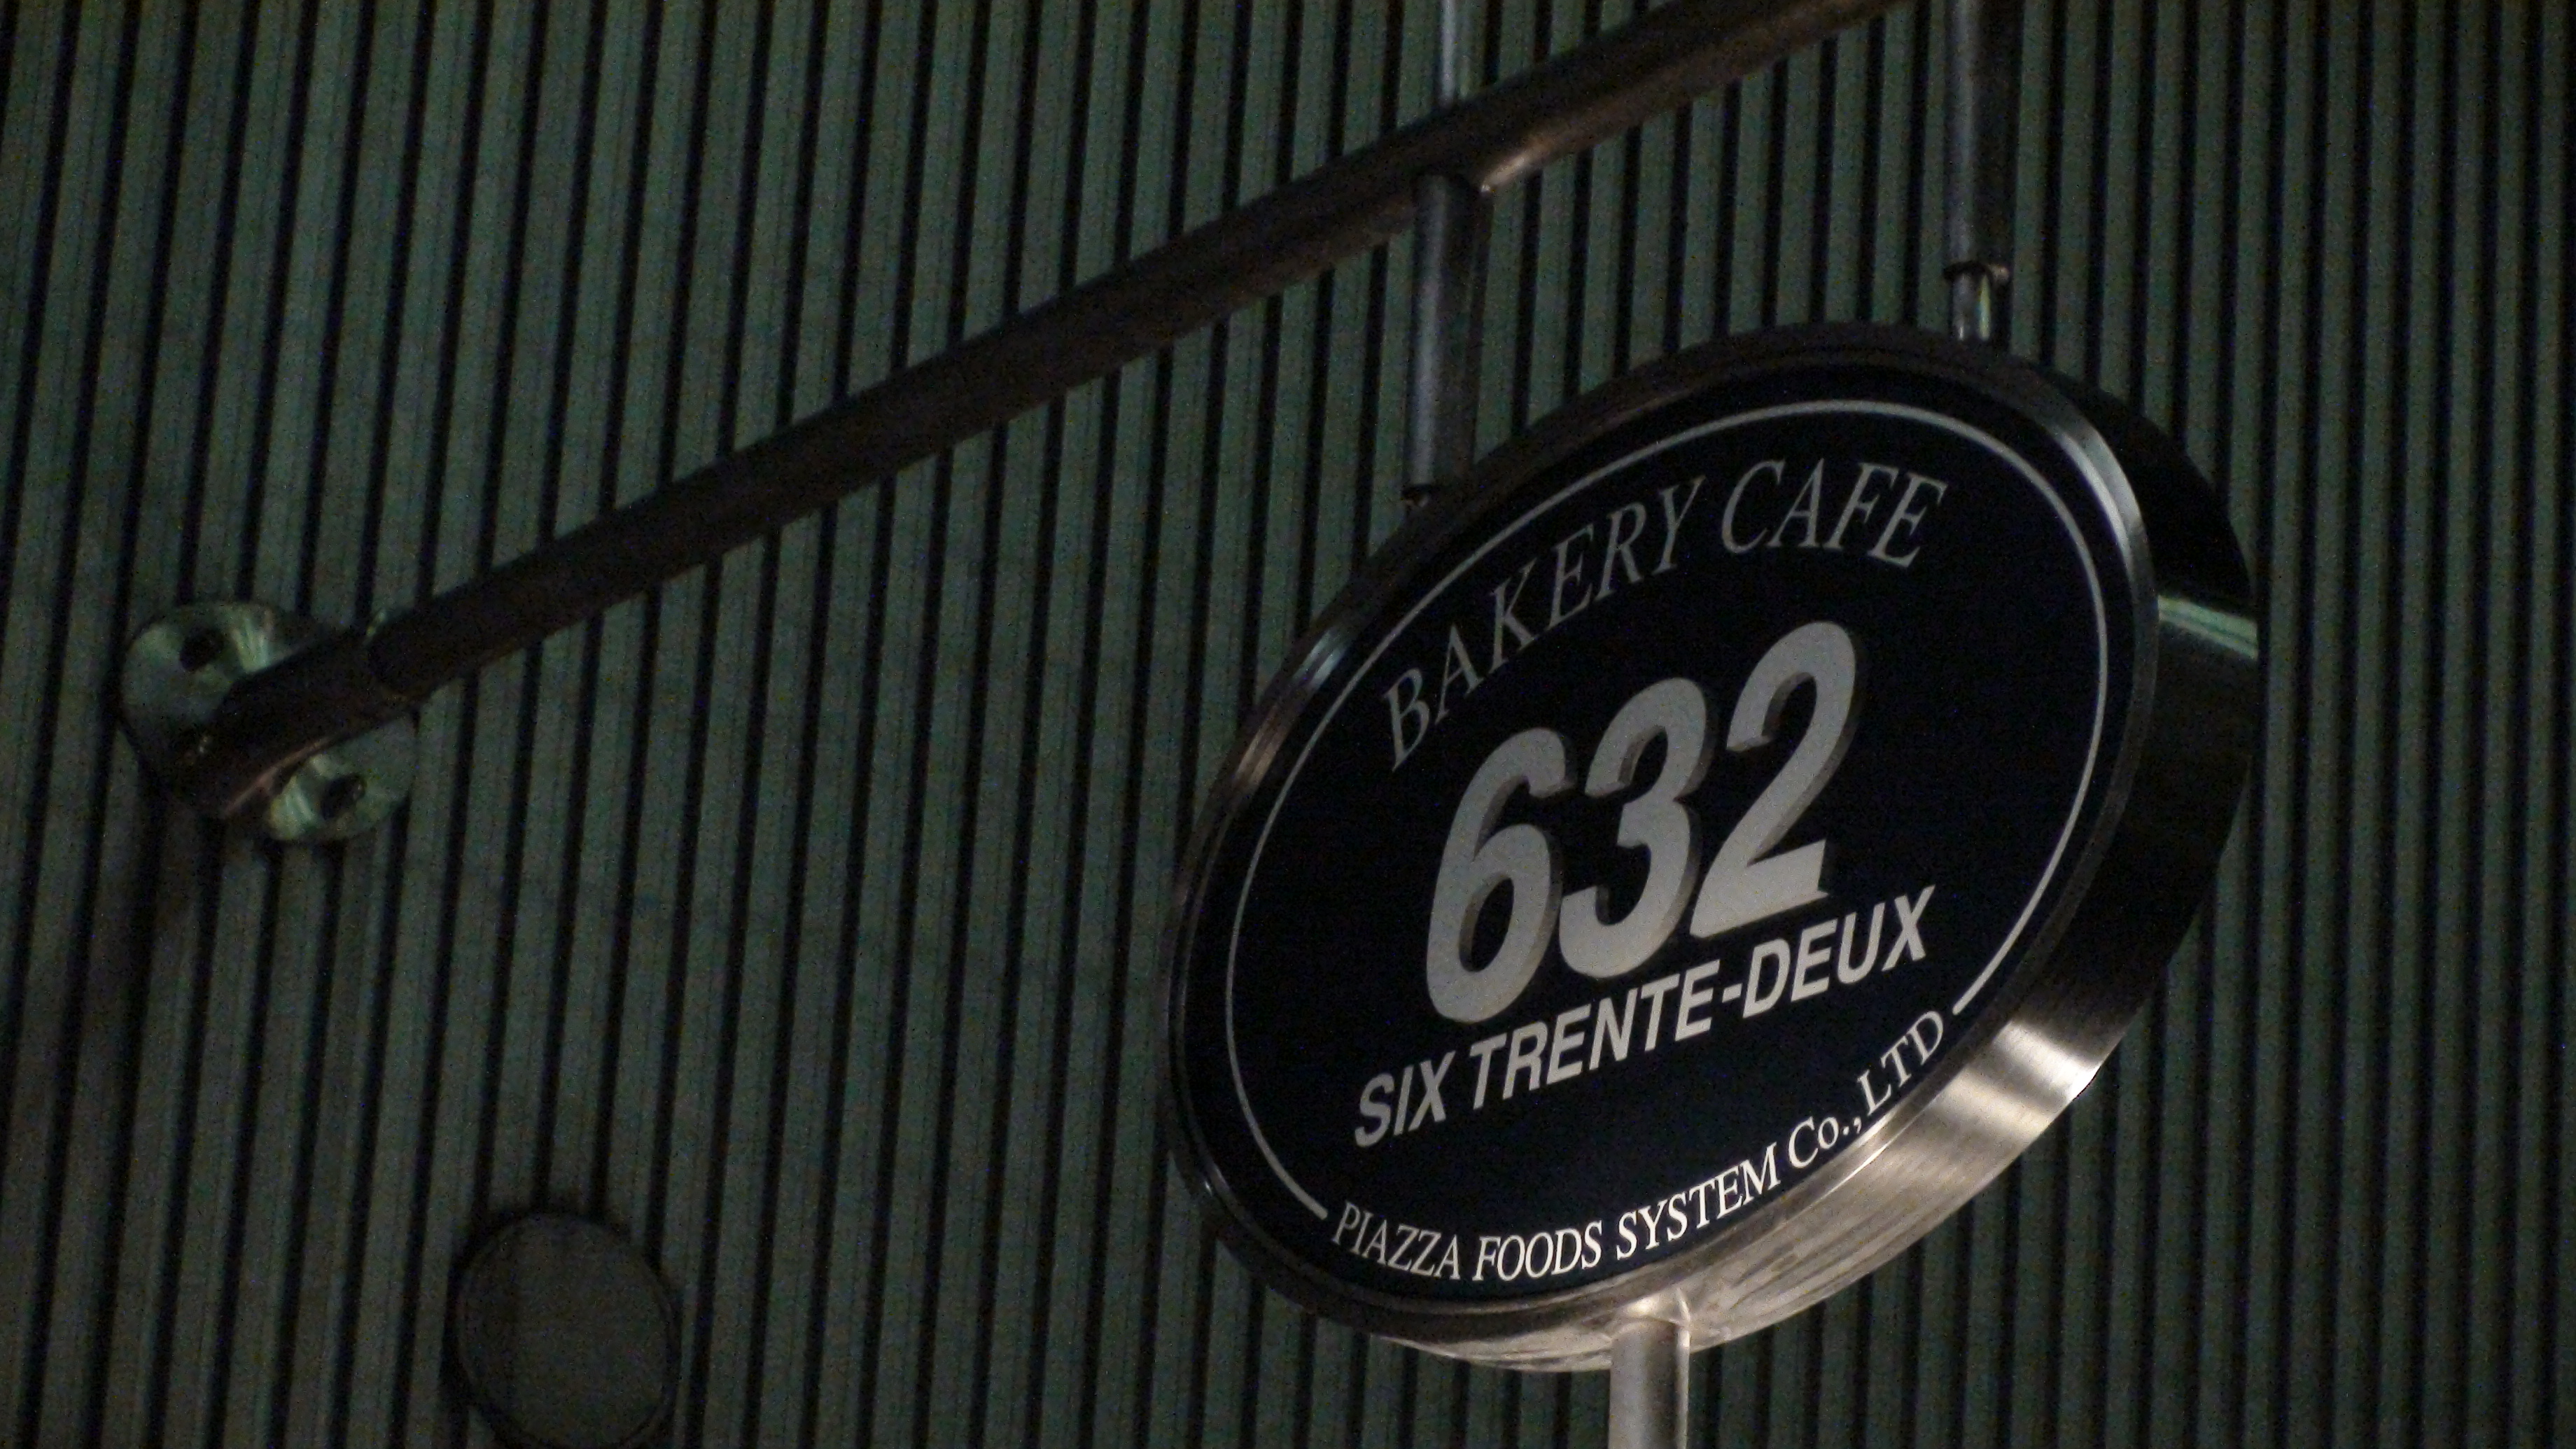 BAKERY CAFE
632
SIX TRENTE-DEUX
PIAZZA FOODS SYSTEM Co., LTD